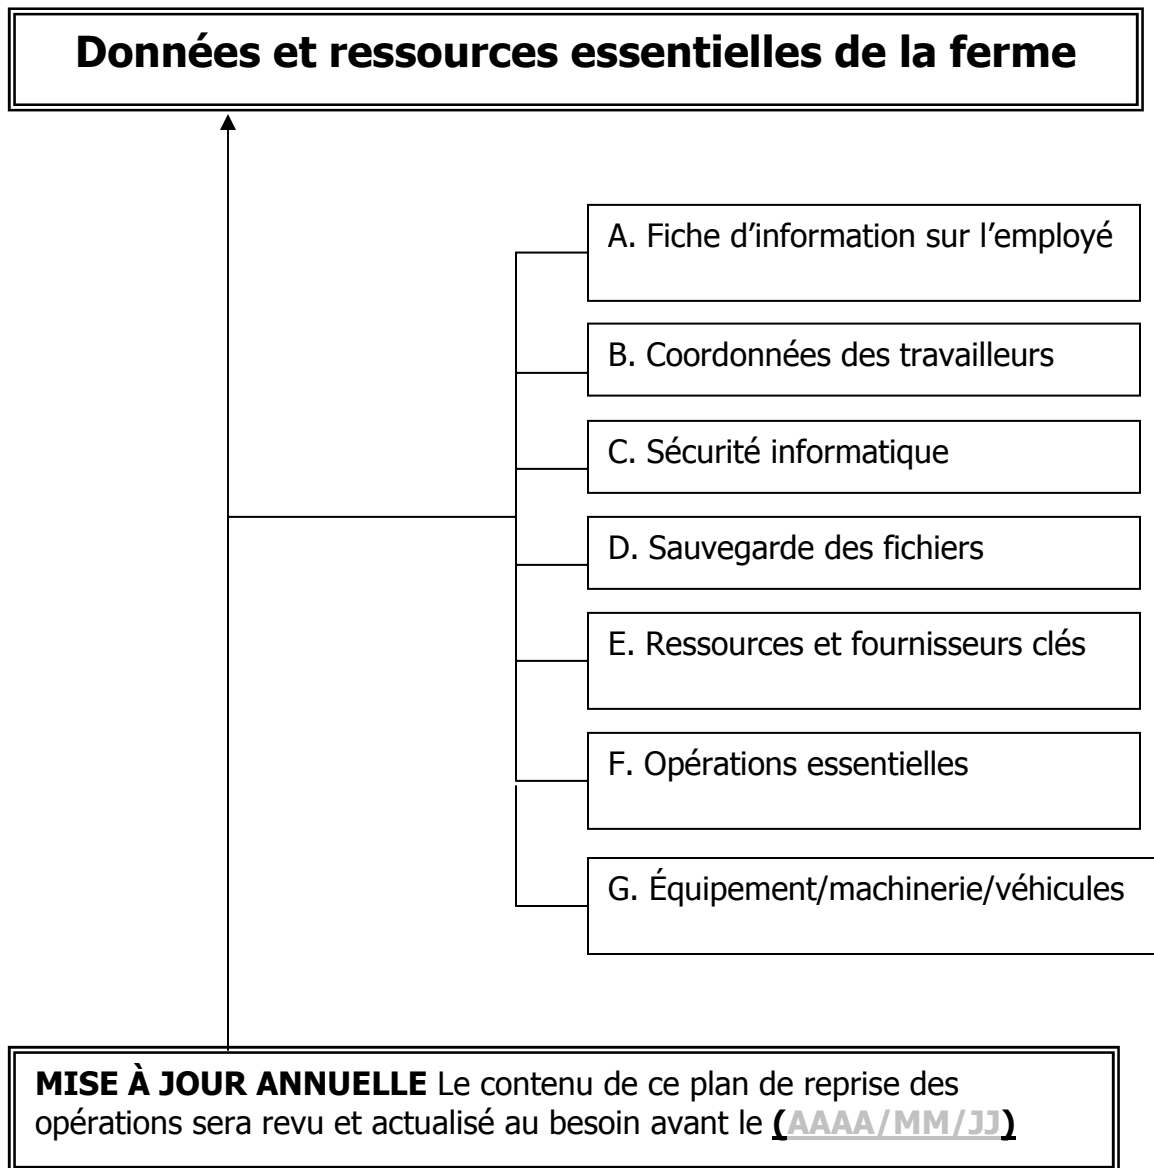 Données et ressources essentielles de la ferme
A. Fiche d’information sur l’employé
B. Coordonnées des travailleurs
C. Sécurité informatique
D. Sauvegarde des fichiers
E. Ressources et fournisseurs clés
F. Opérations essentielles
G. Équipement/machinerie/véhicules
MISE À JOUR ANNUELLE Le contenu de ce plan de reprise des
opérations sera revu et actualisé au besoin avant le (AAAA/MM/JJ)